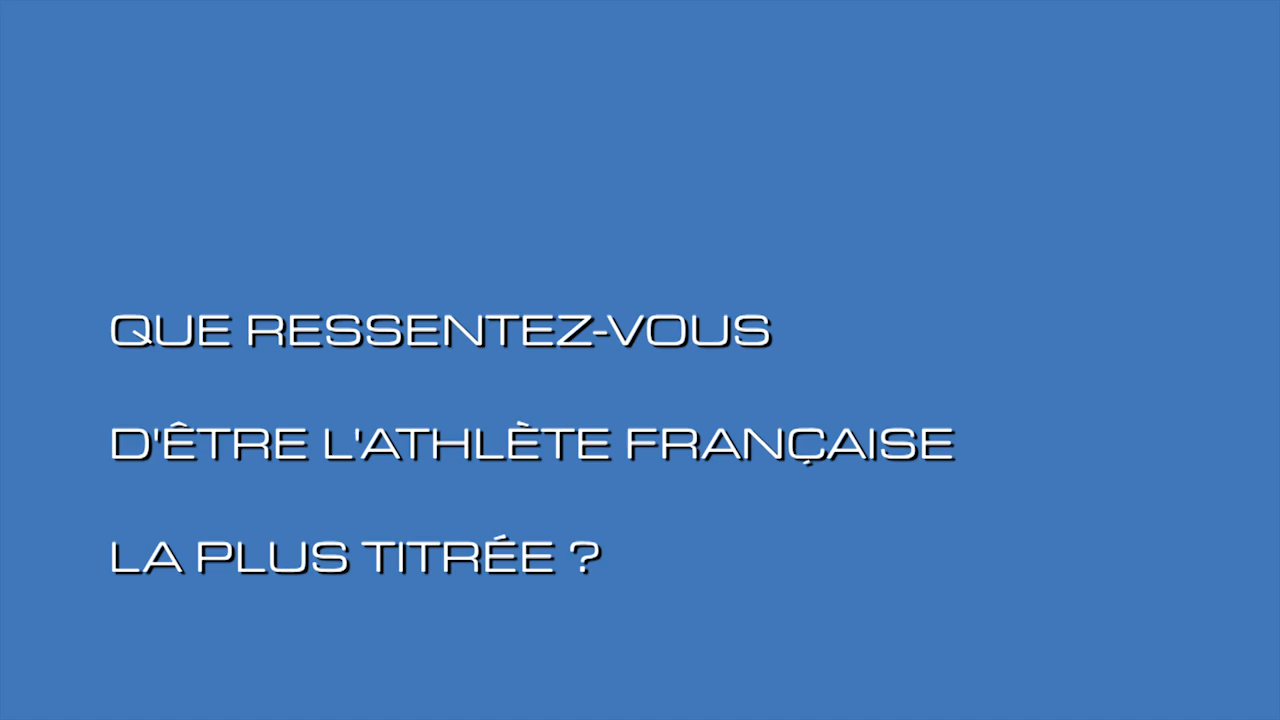 QUE RESSENTEZ-VOUS
D'ÊTRE L'ATHLÈTE FRANÇAISE
LA PLUS TITRÉE ?